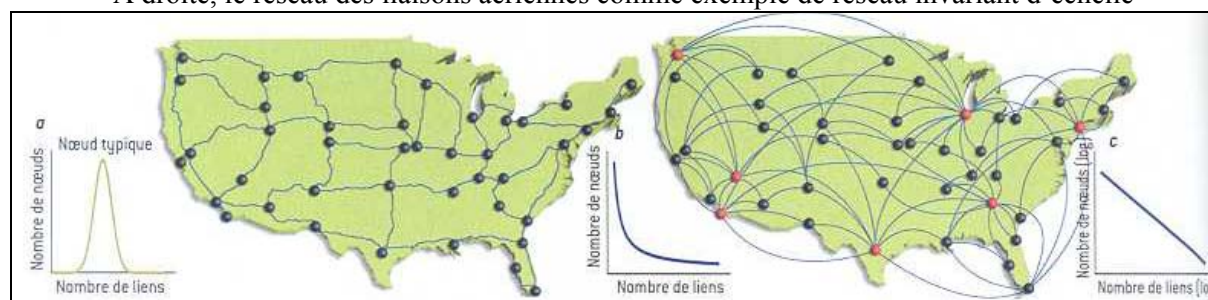 A droite, le réseau des liaisons aériennes comme exemple de réseau invariant d'échelle
a
Nœud typique
Nombre de nœuds
Nombre de liens
b
Nombre de nœuds
Nombre de liens
c
Nombre de nœuds (log)
Nombre de liens (lo